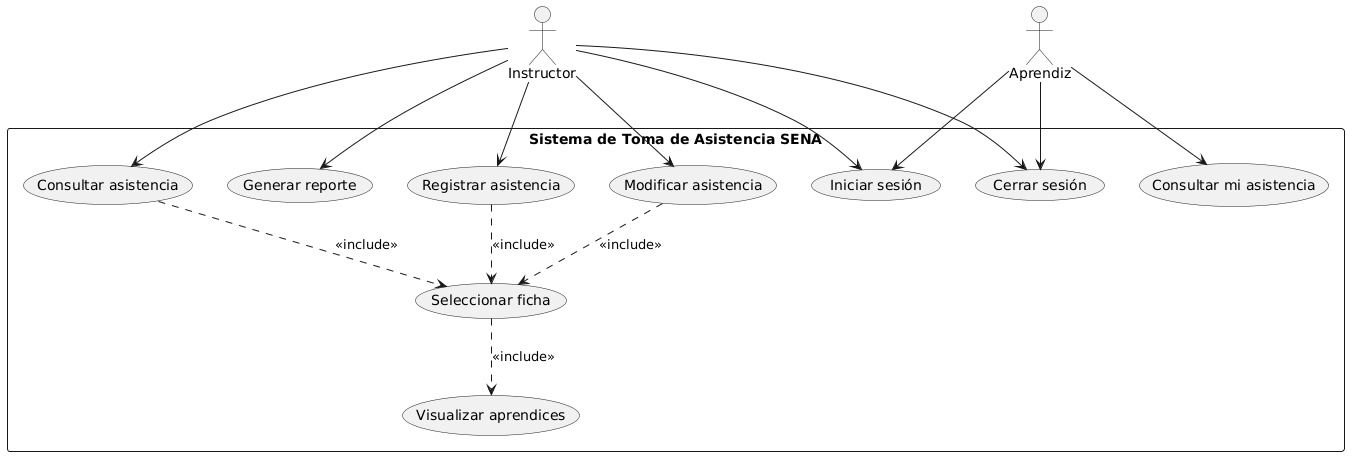 Instructor
Aprendiz
Sistema de Toma de Asistencia SENA
Consultar asistencia
Generar reporte
Registrar asistencia
Modificar asistencia
Iniciar sesión
Cerrar sesión
Consultar mi asistencia
«include»
«include»
«include»
Seleccionar ficha
«include»
Visualizar aprendices